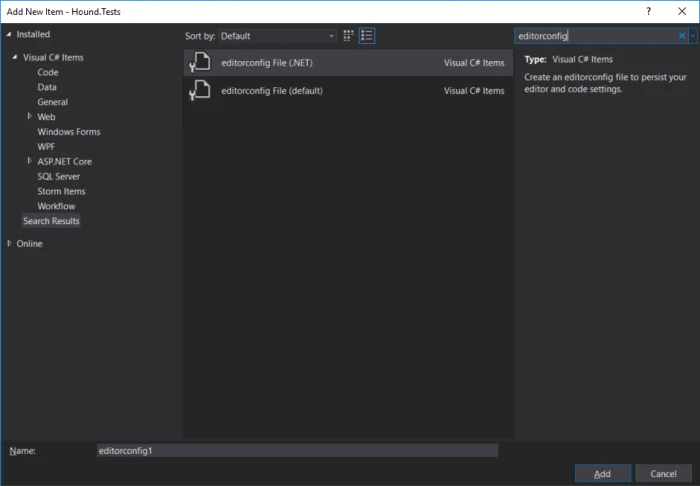 Add New Item - Hound.Tests
?
Installed
Sort by: Default
editorconfig
Visual C# Items
Code
Data
General
Web
Windows Forms
WPF
ASP.NET Core
SQL Server
Storm Items
Workflow
Search Results
Online
editorconfig File (.NET) Visual C# Items
editorconfig File (default) Visual C# Items
Type: Visual C# Items
Create an editorconfig file to persist your
editor and code settings.
Name: editorconfig1
Add Cancel